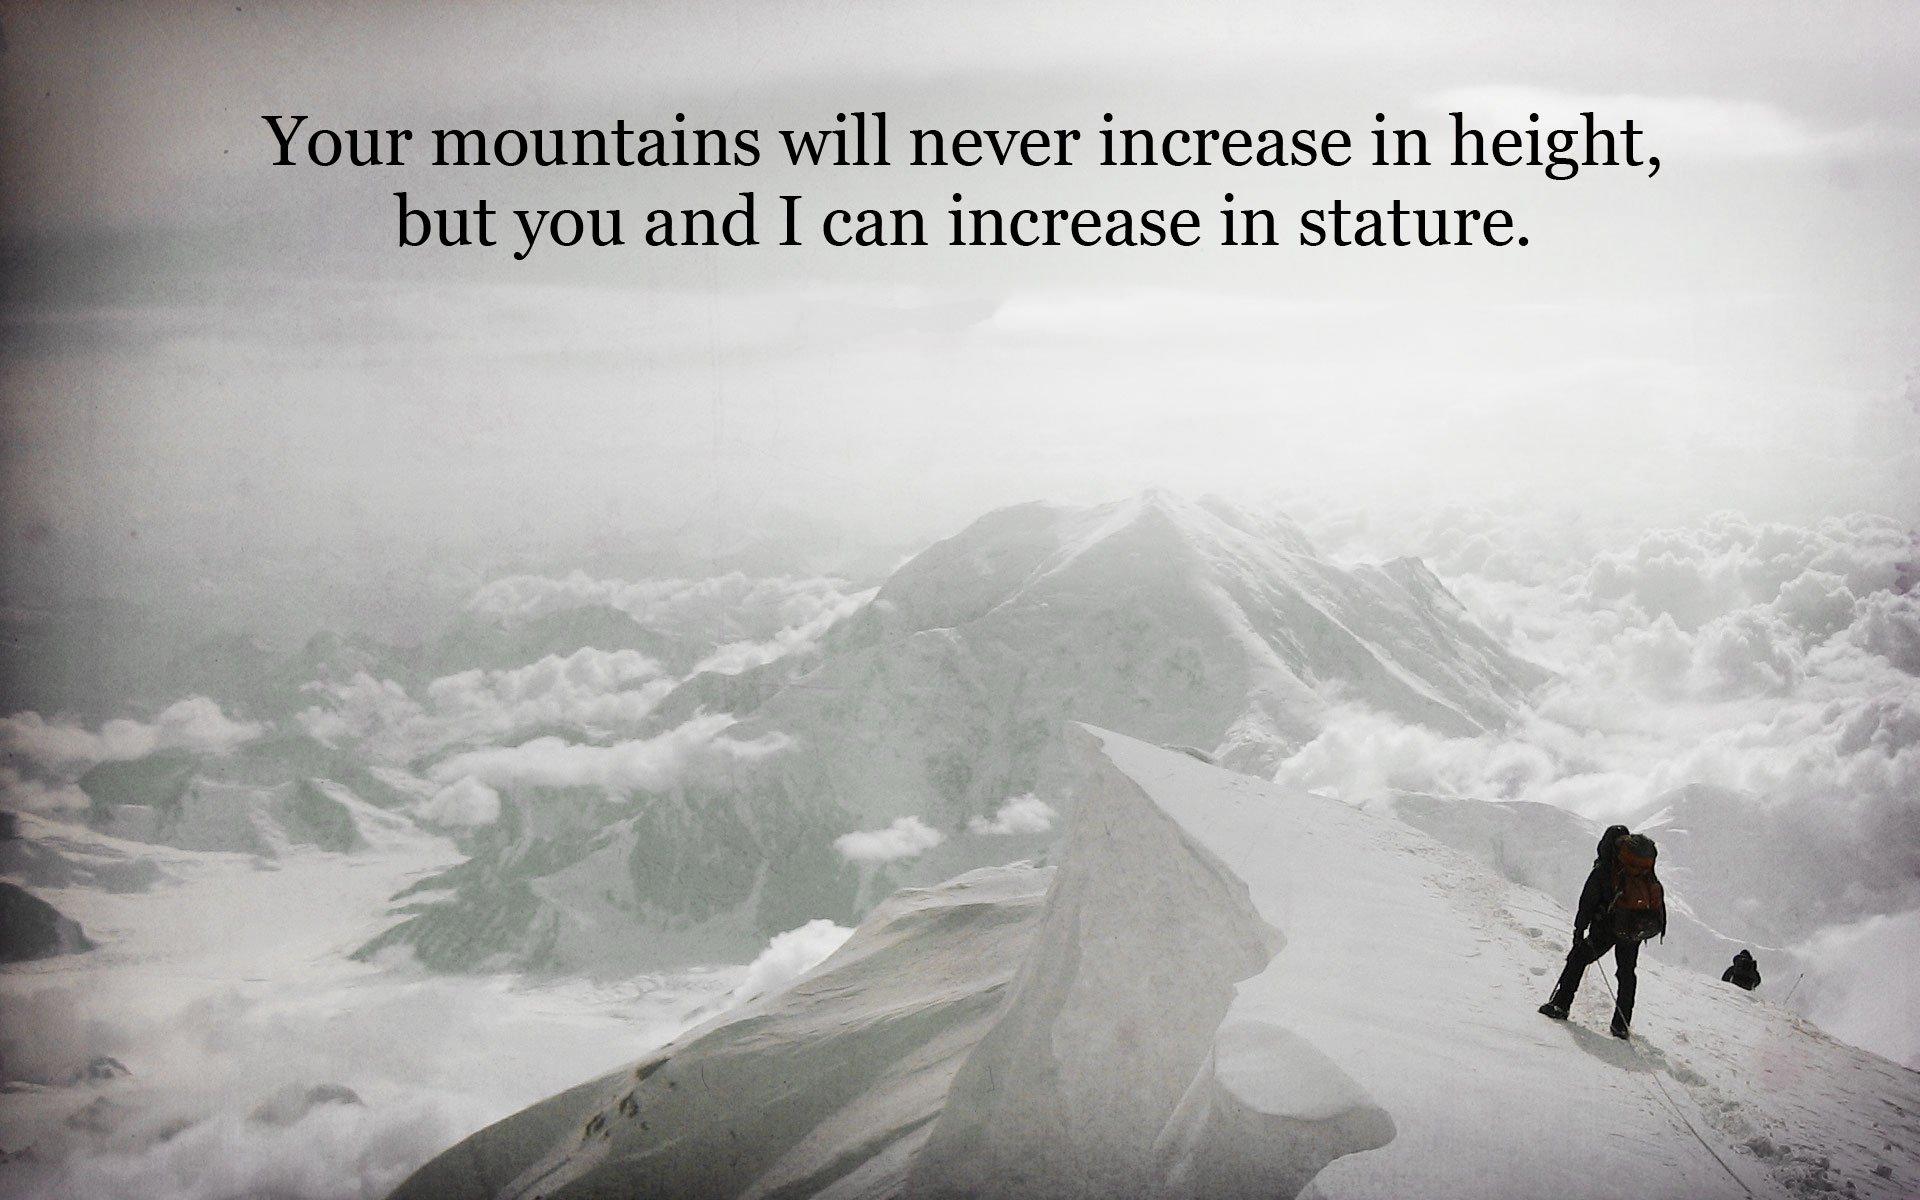 Your mountains will never increase in height,
but you and I can increase in stature.